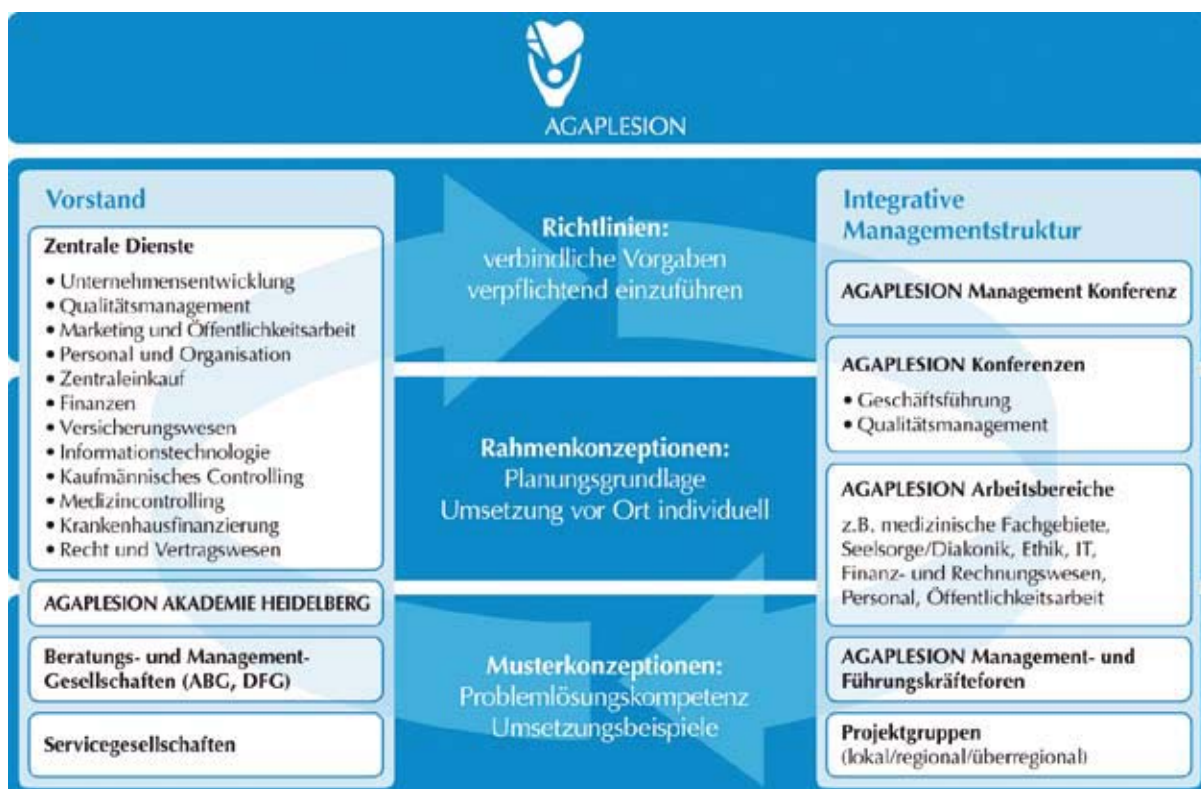 AGAPLESION
Vorstand
Zentrale Dienste
• Unternehmensentwicklung
• Qualitätsmanagement
• Marketing und Öffentlichkeitsarbeit
• Personal und Organisation
• Zentraleinkauf
• Finanzen
• Versicherungswesen
• Informationstechnologie
• Kaufmännisches Controlling
• Medizincontrolling
• Krankenhausfinanzierung
• Recht und Vertragswesen
AGAPLESION AKADEMIE HEIDELBERG
Beratungs- und Management-
Gesellschaften (ABG, DFG)
Servicegesellschaften
Richtlinien:
verbindliche Vorgaben
verpflichtend einzuführen
Rahmenkonzeptionen:
Planungsgrundlage
Umsetzung vor Ort individuell
Musterkonzeptionen:
Problemlösungskompetenz
Umsetzungsbeispiele
Integrative
Managementstruktur
AGAPLESION Management Konferenz
AGAPLESION Konferenzen
• Geschäftsführung
• Qualitätsmanagement
AGAPLESION Arbeitsbereiche
z.B. medizinische Fachgebiete,
Seelsorge/Diakonik, Ethik, IT,
Finanz- und Rechnungswesen,
Personal, Öffentlichkeitsarbeit
AGAPLESION Management- und
Führungskräfteforen
Projektgruppen
(lokal/regional/überregional)